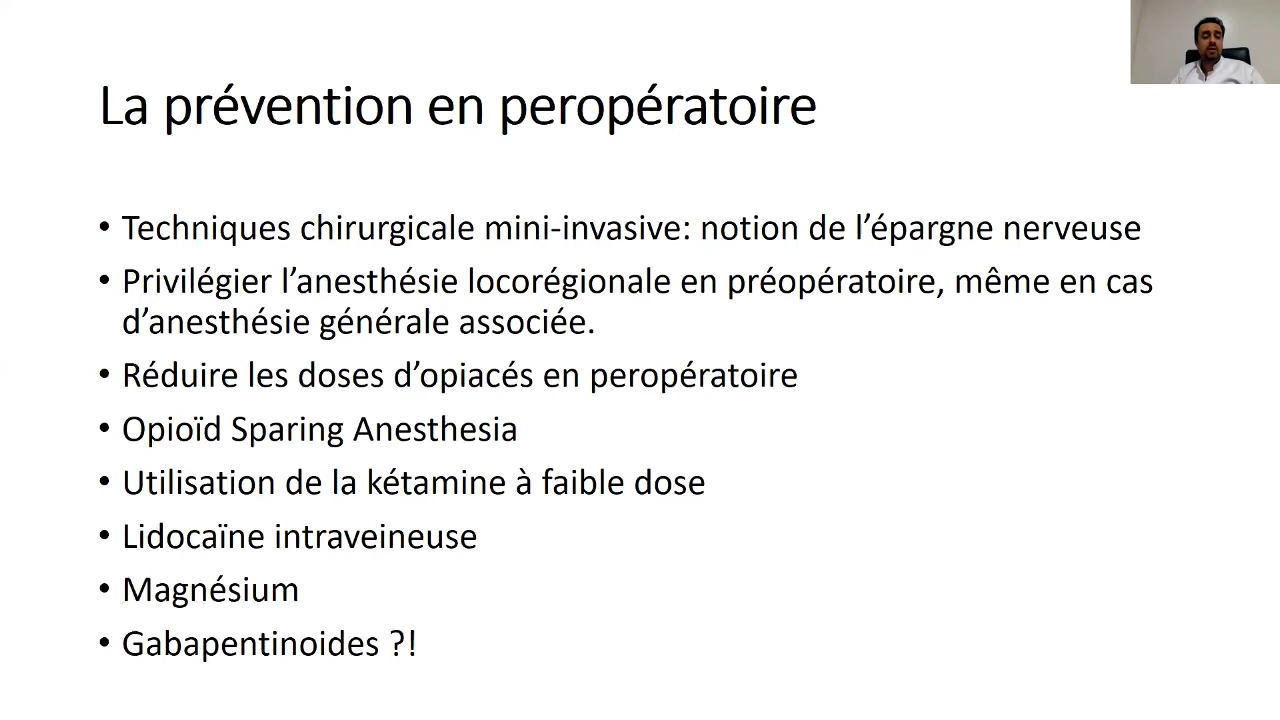 La prévention en peropératoire
• Techniques chirurgicale mini-invasive: notion de l’épargne nerveuse
• Privilégier l’anesthésie locorégionale en préopératoire, même en cas
d’anesthésie générale associée.
• Réduire les doses d’opiacés en peropératoire
• Opioïd Sparing Anesthesia
• Utilisation de la kétamine à faible dose
• Lidocaïne intraveineuse
• Magnésium
• Gabapentinoides ?!